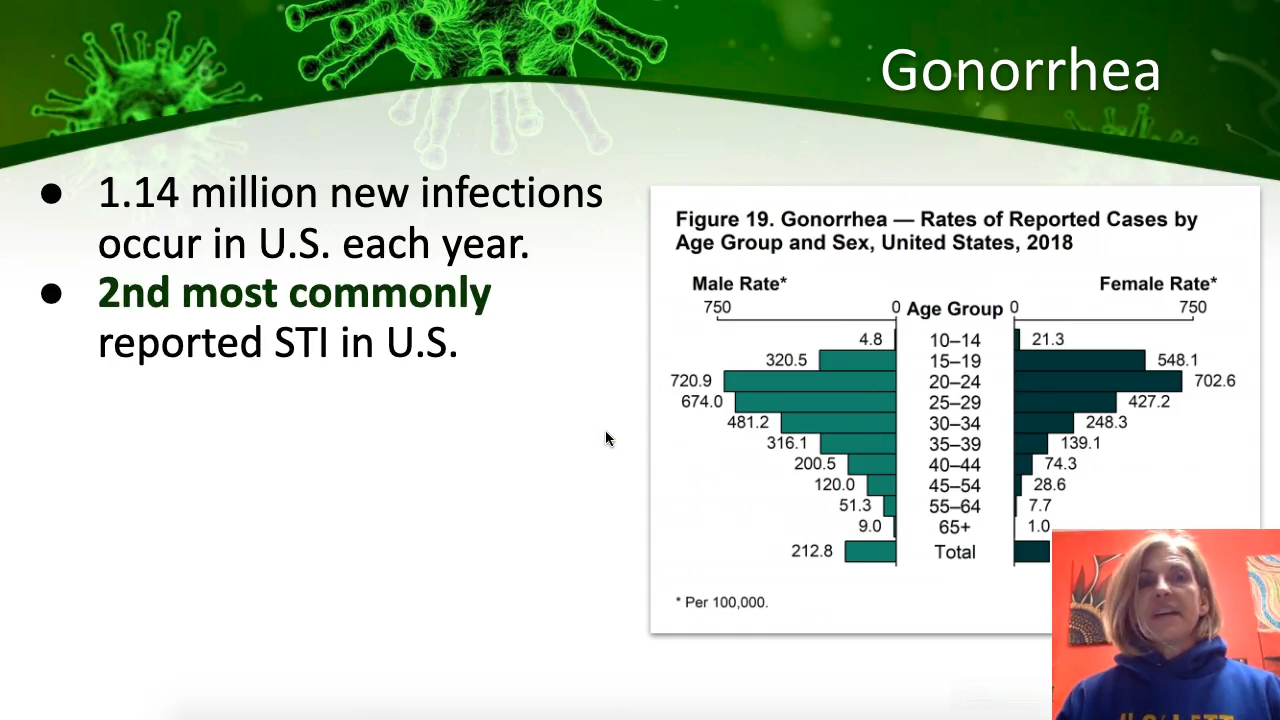 Gonorrhea
● 1.14 million new infections
occur in U.S. each year.
● 2nd most commonly
reported STI in U.S.
Figure 19. Gonorrhea — Rates of Reported Cases by
Age Group and Sex, United States, 2018
Male Rate* Female Rate*
750 0 Age Group 0 750
4.8 10–14 21.3
320.5 15–19 548.1
720.9 20–24 702.6
674.0 25–29 427.2
481.2 30–34 248.3
316.1 35–39 139.1
200.5 40–44 74.3
120.0 45–54 28.6
51.3 55–64 7.7
9.0 65+ 1.0
212.8 Total
* Per 100,000.